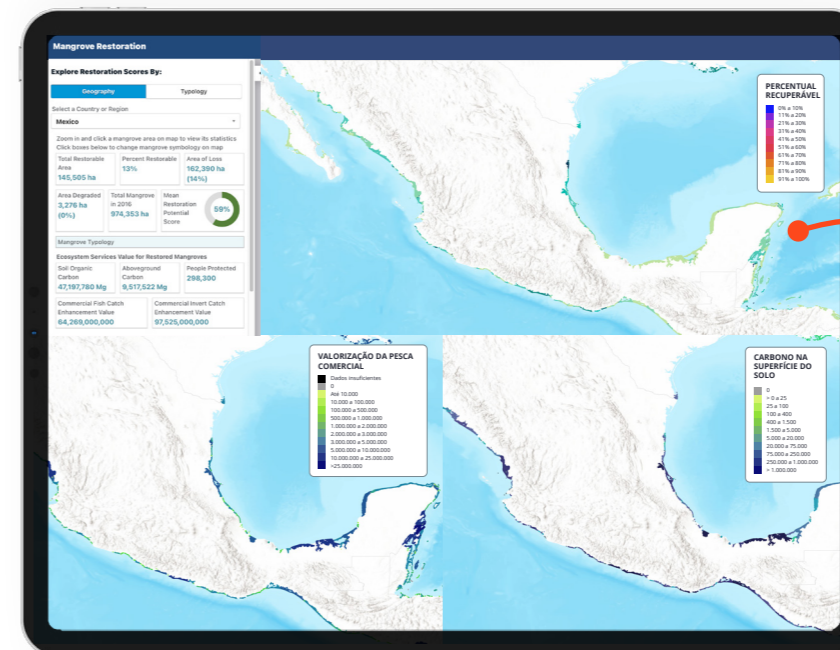 Mangrove Restoration
Explore Restoration Scores By:
Geography
Typology
Select a Country or Region
Mexico
Zoom in and click a mangrove area on map to view its statistics
Click boxes below to change mangrove symbology on map
Total Restorable
Area
145,505 ha
Percent Restorable
13%
Area of Loss
162,390 ha
(14%)
Area Degraded
3,276 ha
(0%)
Total Mangrove
in 2016
974,353 ha
Mean
Restoration
Potential
Score
59%
Mangrove Typology
Ecosystem Services Value for Restored Mangroves
Soil Organic
Carbon
47,197,780 Mg
Aboveground
Carbon
9,517,522 Mg
People Protected
298,300
Commercial Fish Catch
Enhancement Value
64,269,000,000
Commercial Invert Catch
Enhancement Value
97,525,000,000
PERCENTUAL
RECUPERÁVEL
0% a 10%
11% a 20%
21% a 30%
31% a 40%
41% a 50%
51% a 60%
61% a 70%
71% a 80%
81% a 90%
91% a 100%
VALORIZAÇÃO DA PESCA
COMERCIAL
Dados insuficientes
0
Até 10.000
10.000 a 100.000
100.000 a 500.000
500.000 a 1.000.000
1.000.000 a 2.000.000
2.000.000 a 3.000.000
3.000.000 a 5.000.000
5.000.000 a 10.000.000
10.000.000 a 25.000.000
>25.000.000
CARBONO NA
SUPERFÍCIE DO
SOLO
0
> 0 a 25
25 a 100
100 a 400
400 a 1.500
1.500 a 5.000
5.000 a 20.000
20.000 a 75.000
75.000 a 250.000
250.000 a 1.000.000
> 1.000.000